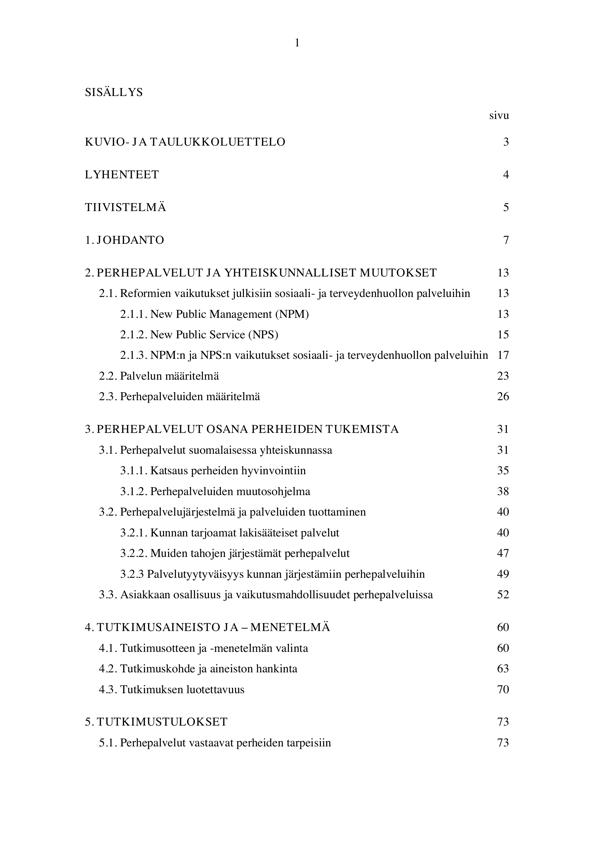 1
SISÄLLYS
sivu
KUVIO- JA TAULUKKOLUETTELO 3
LYHENTEET 4
TIIVISTELMÄ 5
1. JOHDANTO 7
2. PERHEPALVELUT JA YHTEISKUNNALLISET MUUTOKSET 13
2.1. Reformien vaikutukset julkisiin sosiaali- ja terveydenhuollon palveluihin 13
2.1.1. New Public Management (NPM) 13
2.1.2. New Public Service (NPS) 15
2.1.3. NPM:n ja NPS:n vaikutukset sosiaali- ja terveydenhuollon palveluihin 17
2.2. Palvelun määritelmä 23
2.3. Perhepalveluiden määritelmä 26
3. PERHEPALVELUT OSANA PERHEIDEN TUKEMISTA 31
3.1. Perhepalvelut suomalaisessa yhteiskunnassa 31
3.1.1. Katsaus perheiden hyvinvointiin 35
3.1.2. Perhepalveluiden muutosohjelma 38
3.2. Perhepalvelujärjestelmä ja palveluiden tuottaminen 40
3.2.1. Kunnan tarjoamat lakisääteiset palvelut 40
3.2.2. Muiden tahojen järjestämät perhepalvelut 47
3.2.3 Palvelutyytyväisyys kunnan järjestämiin perhepalveluihin 49
3.3. Asiakkaan osallisuus ja vaikutusmahdollisuudet perhepalveluissa 52
4. TUTKIMUSAINEISTO JA – MENETELMÄ 60
4.1. Tutkimusotteen ja -menetelmän valinta 60
4.2. Tutkimuskohde ja aineiston hankinta 63
4.3. Tutkimuksen luotettavuus 70
5. TUTKIMUSTULOKSET 73
5.1. Perhepalvelut vastaavat perheiden tarpeisiin 73